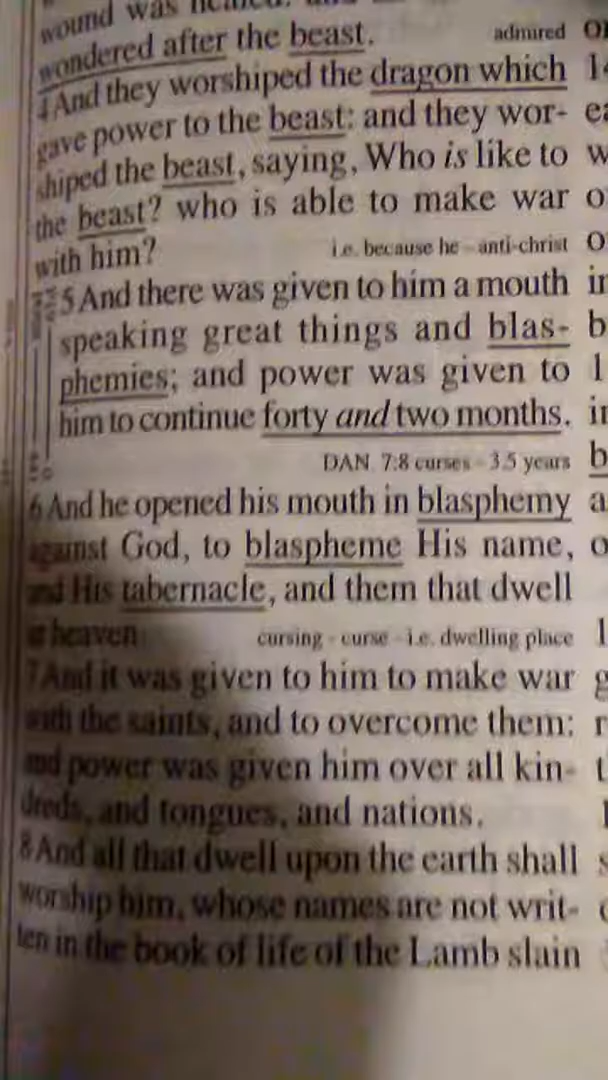 wound was healed: and
wondered after the beast. admired
4 And they worshiped the dragon which
gave power to the beast: and they wor-
shiped the beast, saying, Who is like to
the beast? who is able to make war
with him? i.e. because he - anti-christ
5 And there was given to him a mouth
speaking great things and blas-
phemies; and power was given to
him to continue forty and two months.
DAN. 7:8 curses - 3.5 years
6 And he opened his mouth in blasphemy
against God, to blaspheme His name,
and His tabernacle, and them that dwell
heaven. cursing - curse - i.e. dwelling place
7 And it was given to him to make war
with the saints, and to overcome them:
and power was given him over all kin-
dreds, and tongues, and nations.
8 And all that dwell upon the earth shall
worship him, whose names are not writ-
ten in the book of life of the Lamb slain